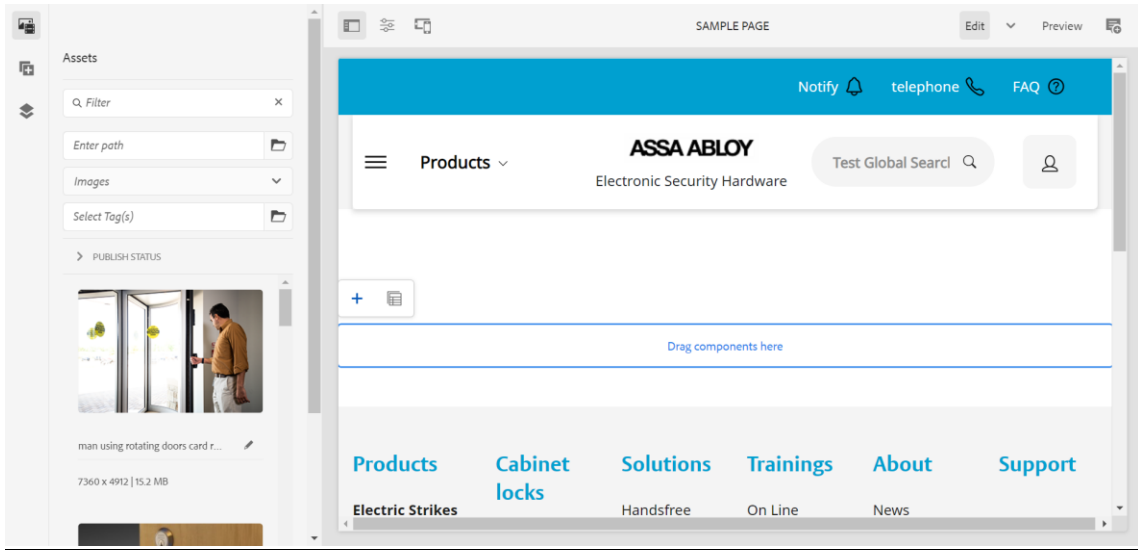 SAMPLE PAGE
Edit
Preview
Assets
Filter
Enter path
Images
Select Tag(s)
PUBLISH STATUS
man using rotating doors card r...
7360 x 4912 | 15.2 MB
Notify
telephone
FAQ
Products
ASSA ABLOY
Electronic Security Hardware
Test Global Searcl
Drag components here
Products
Electric Strikes
Cabinet
locks
Solutions
Handsfree
Trainings
On Line
About
News
Support